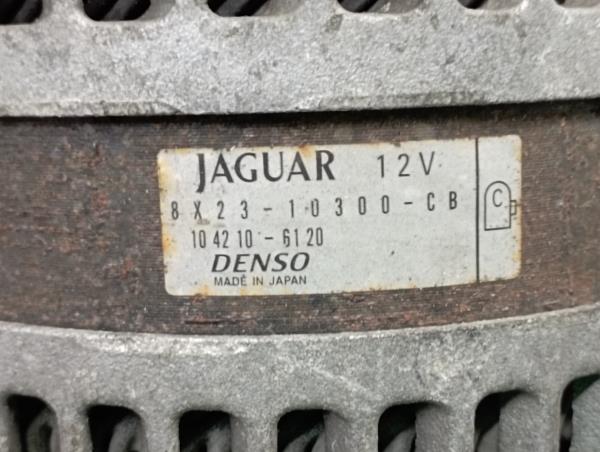 JAGUAR 12V
8X23-10300-CB
104210-6120
DENSO
MADE IN JAPAN
C